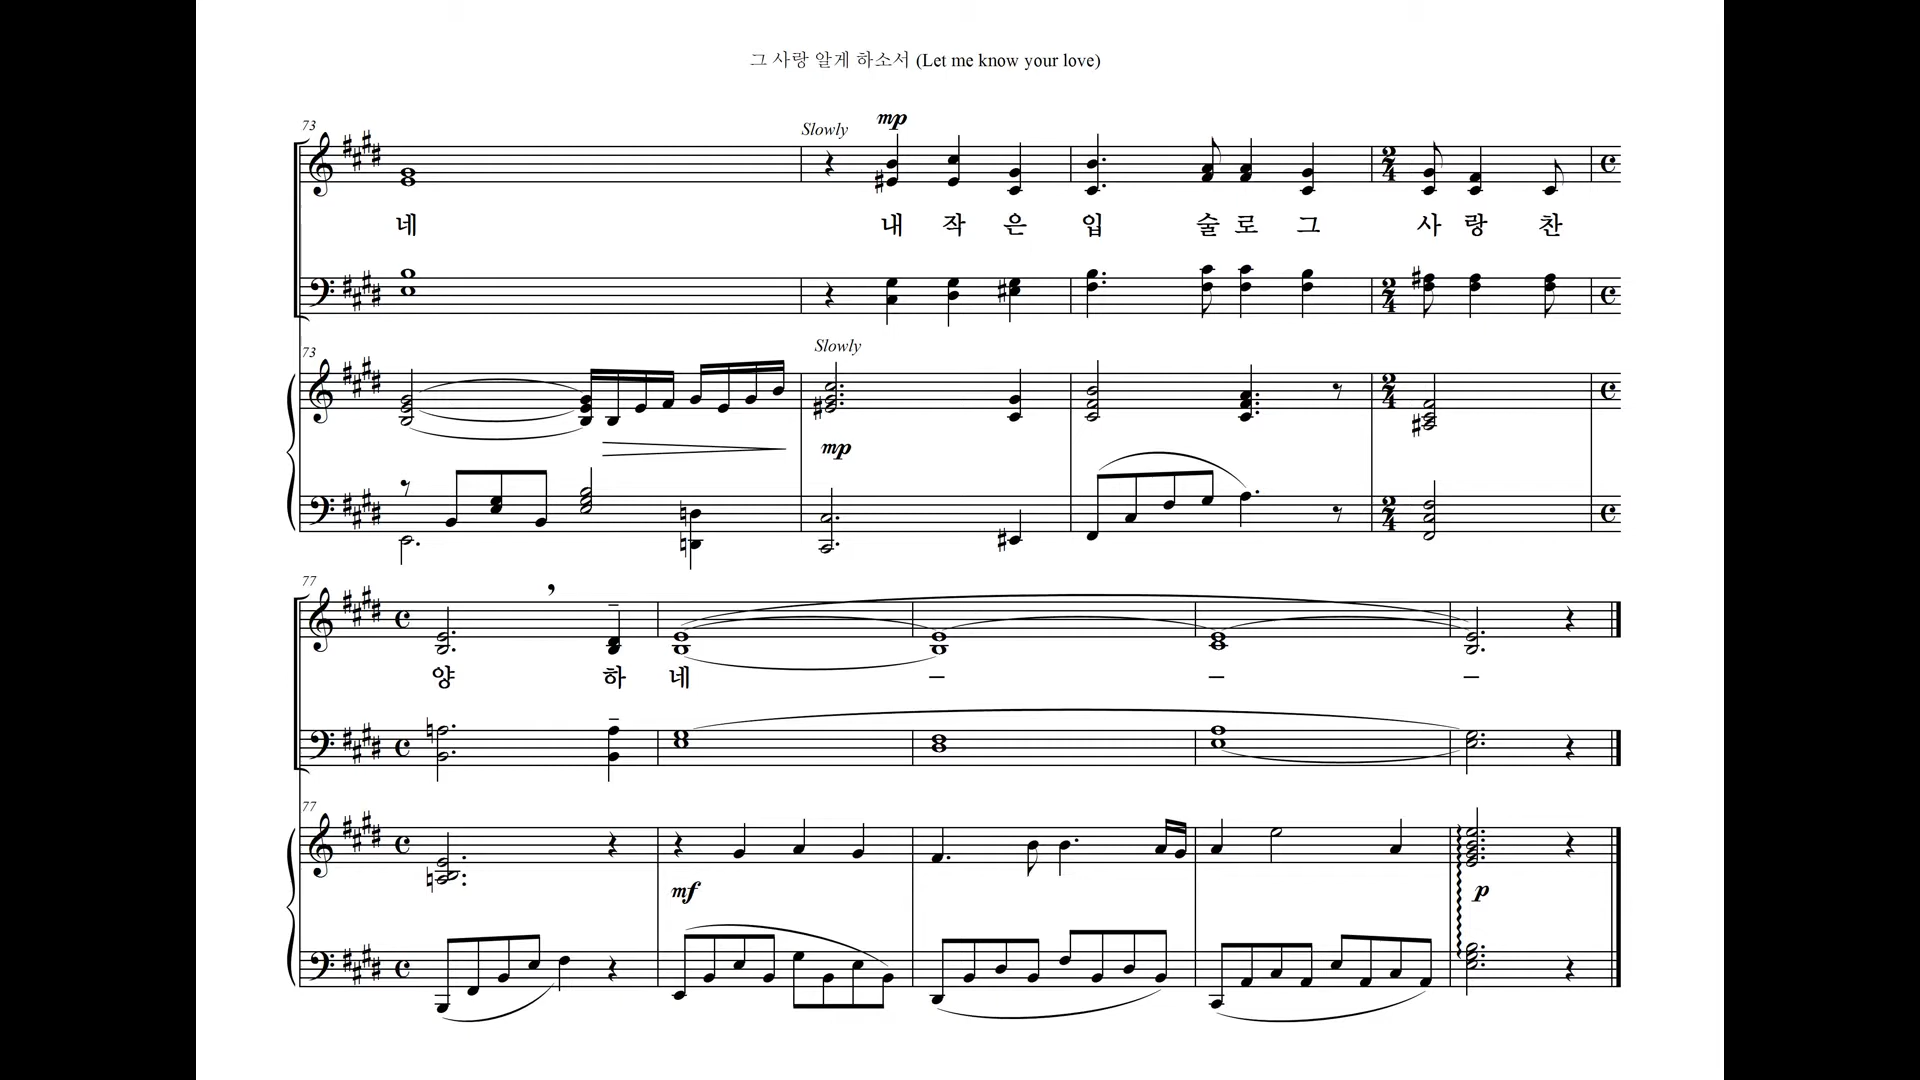 그 사랑 알게 하소서 (Let me know your love)
73
Slowly mp
네 내 작은 입 술로 그 사랑 찬
73
Slowly
mp
77
양 하 네 – – –
77
mf p